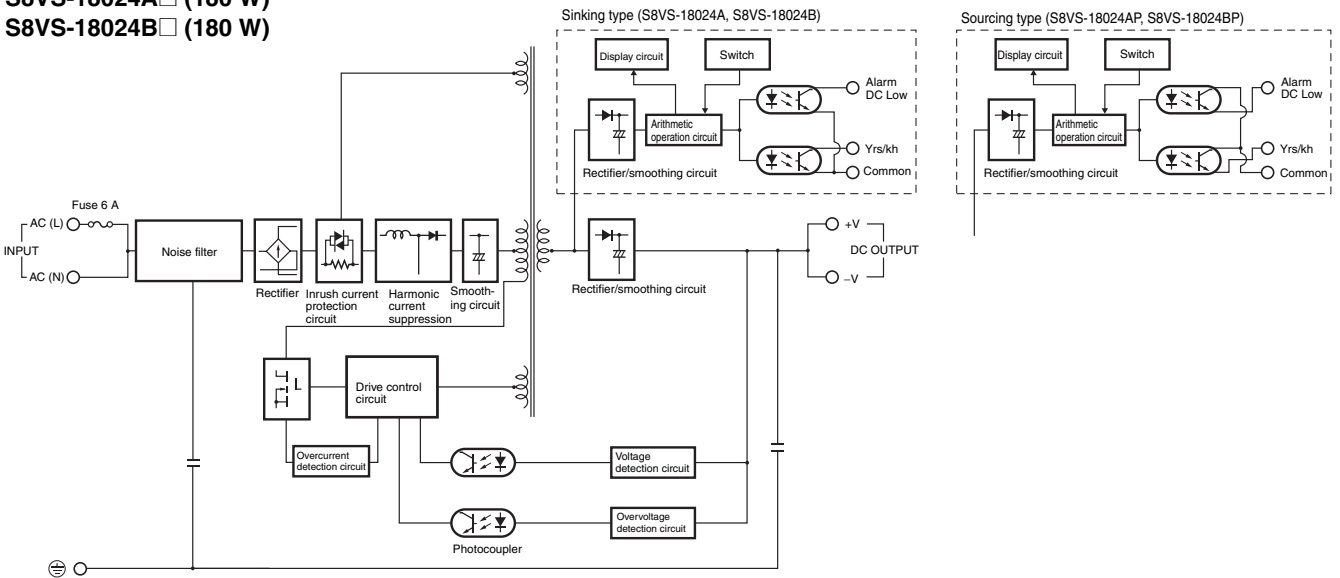 S8VS-18024A□ (180 W)
S8VS-18024B□ (180 W)
Sinking type (S8VS-18024A, S8VS-18024B)
Display circuit
Switch
Alarm
DC Low
Arithmetic
operation circuit
Yrs/kh
Rectifier/smoothing circuit
Common
Sourcing type (S8VS-18024AP, S8VS-18024BP)
Display circuit
Switch
Alarm
DC Low
Arithmetic
operation circuit
Yrs/kh
Rectifier/smoothing circuit
Common
Fuse 6 A
AC (L)
INPUT
AC (N)
Noise filter
Rectifier
Inrush current
protection
circuit
Harmonic
current
suppression
Smooth-
ing circuit
Rectifier/smoothing circuit
+V
DC OUTPUT
–V
Drive control
circuit
Overcurrent
detection circuit
Voltage
detection circuit
Overvoltage
detection circuit
Photocoupler